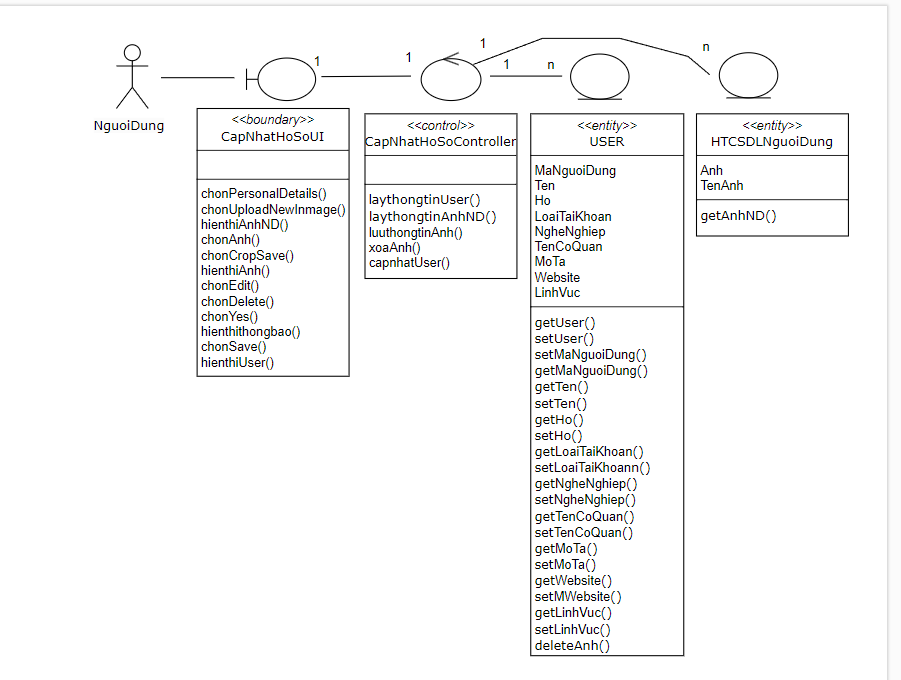 1
1
1
1
n
n
NguoiDung
<<boundary>>
CapNhatHoSoUI
chonPersonalDetails()
chonUploadNewInmage()
hienthiAnhND()
chonAnh()
chonCropSave()
hienthiAnh()
chonEdit()
chonDelete()
chonYes()
hienthithongbao()
chonSave()
hienthiUser()
<<control>>
CapNhatHoSoController
laythongtinUser()
laythongtinAnhND()
luuthongtinAnh()
xoaAnh()
capnhatUser()
<<entity>>
USER
MaNguoiDung
Ten
Ho
LoaiTaiKhoan
NgheNghiep
TenCoQuan
MoTa
Website
LinhVuc
getUser()
setUser()
setMaNguoiDung()
getMaNguoiDung()
getTen()
setTen()
getHo()
setHo()
getLoaiTaiKhoan()
setLoaiTaiKhoann()
getNgheNghiep()
setNgheNghiep()
getTenCoQuan()
setTenCoQuan()
getMoTa()
setMoTa()
getWebsite()
setMWebsite()
getLinhVuc()
setLinhVuc()
deleteAnh()
<<entity>>
HTCSDLNguoiDung
Anh
TenAnh
getAnhND()